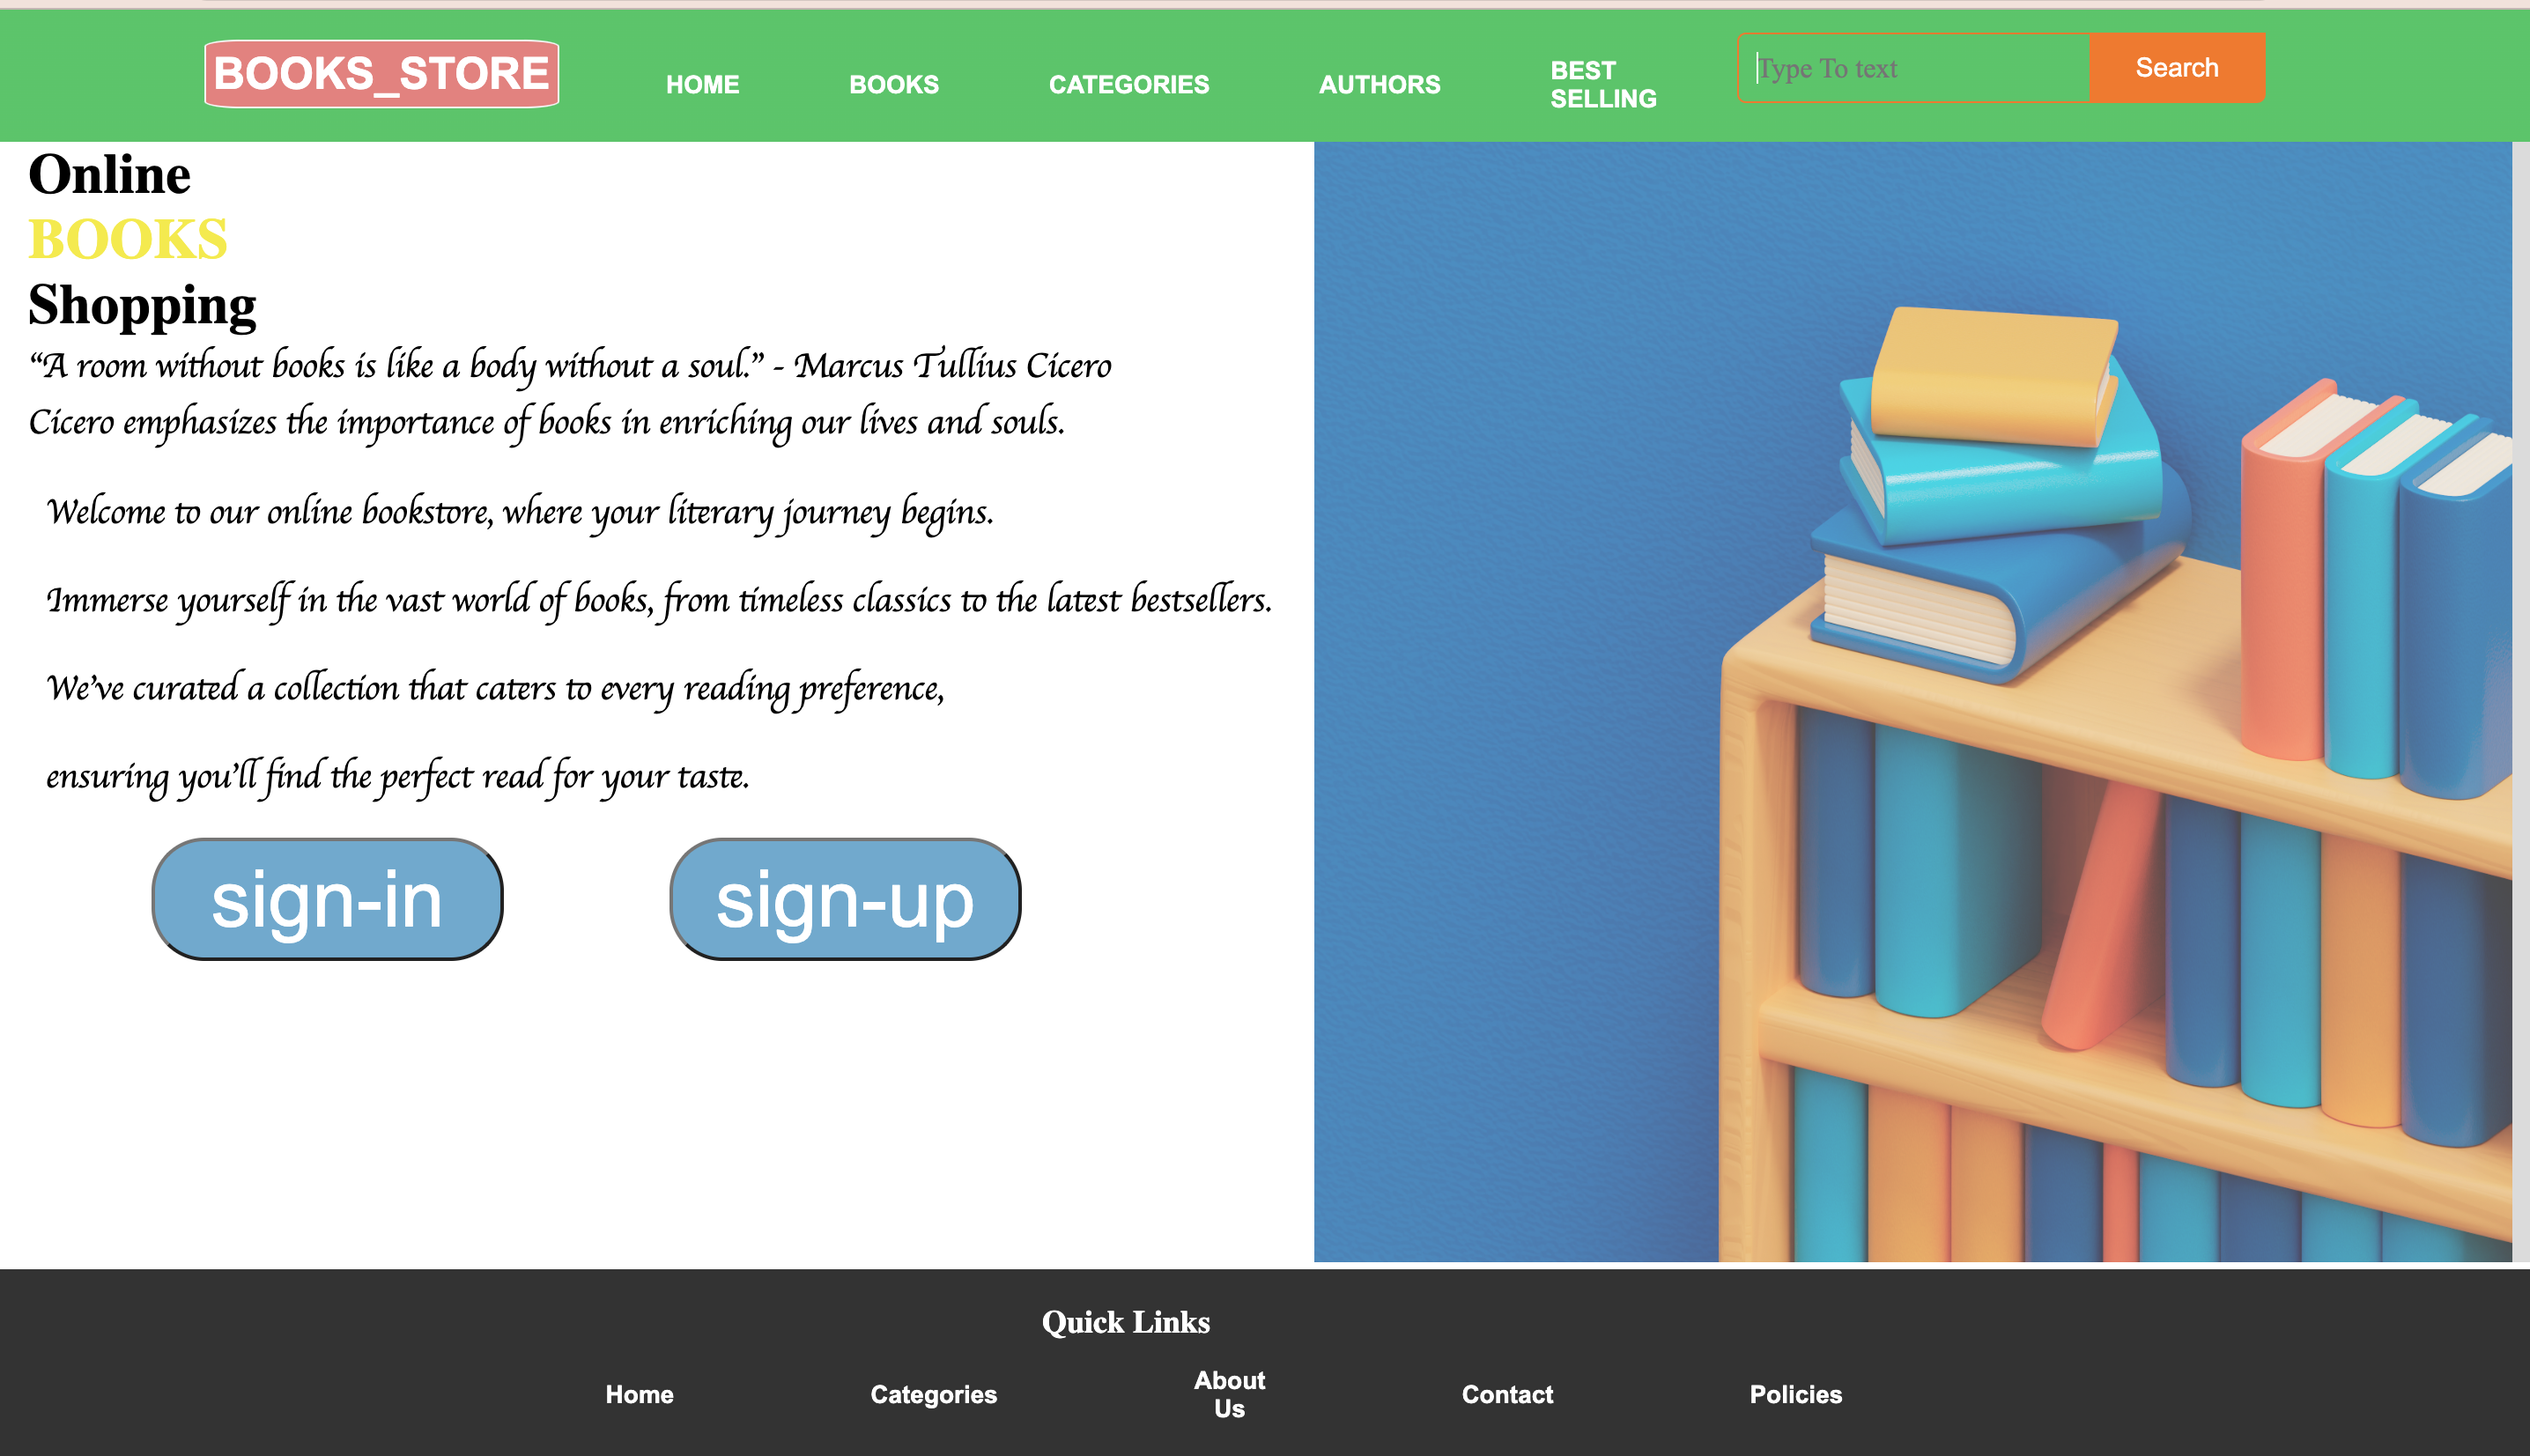 BOOKS_STORE
HOME
BOOKS
CATEGORIES
AUTHORS
BEST
SELLING
Type To text
Search
Online
BOOKS
Shopping
“A room without books is like a body without a soul.” - Marcus Tullius Cicero
Cicero emphasizes the importance of books in enriching our lives and souls.
Welcome to our online bookstore, where your literary journey begins.
Immerse yourself in the vast world of books, from timeless classics to the latest bestsellers.
We’ve curated a collection that caters to every reading preference,
ensuring you’ll find the perfect read for your taste.
sign-in
sign-up
Quick Links
Home
Categories
About
Us
Contact
Policies